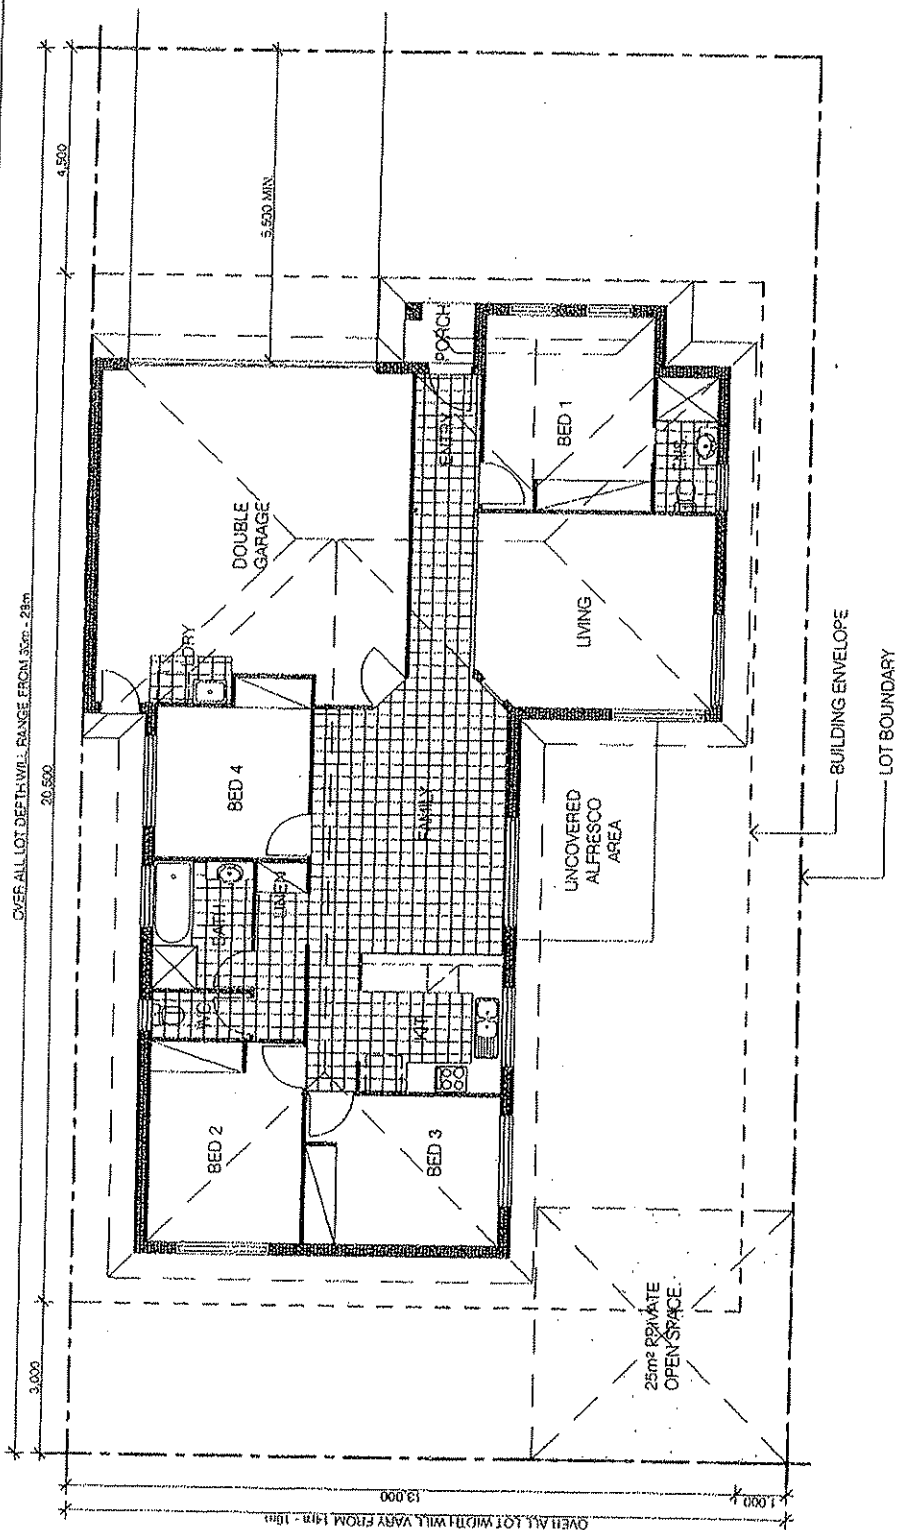 4,500
5,500 MIN.
20,500
3,000
DOUBLE
GARAGE
PORCH
ENTRY
BED 1
ENS
LDRY
LIVING
BED 4
FAMILY
LINEN
BATH
WC
KIT
UNCOVERED
ALFRESCO
AREA
BED 2
BED 3
25m² PRIVATE
OPEN SPACE.
BUILDING ENVELOPE
LOT BOUNDARY
13,000
1,000
OVER ALL LOT DEPTH WILL RANGE FROM
OVER ALL LOT WIDTH WILL VARY FROM 14m -